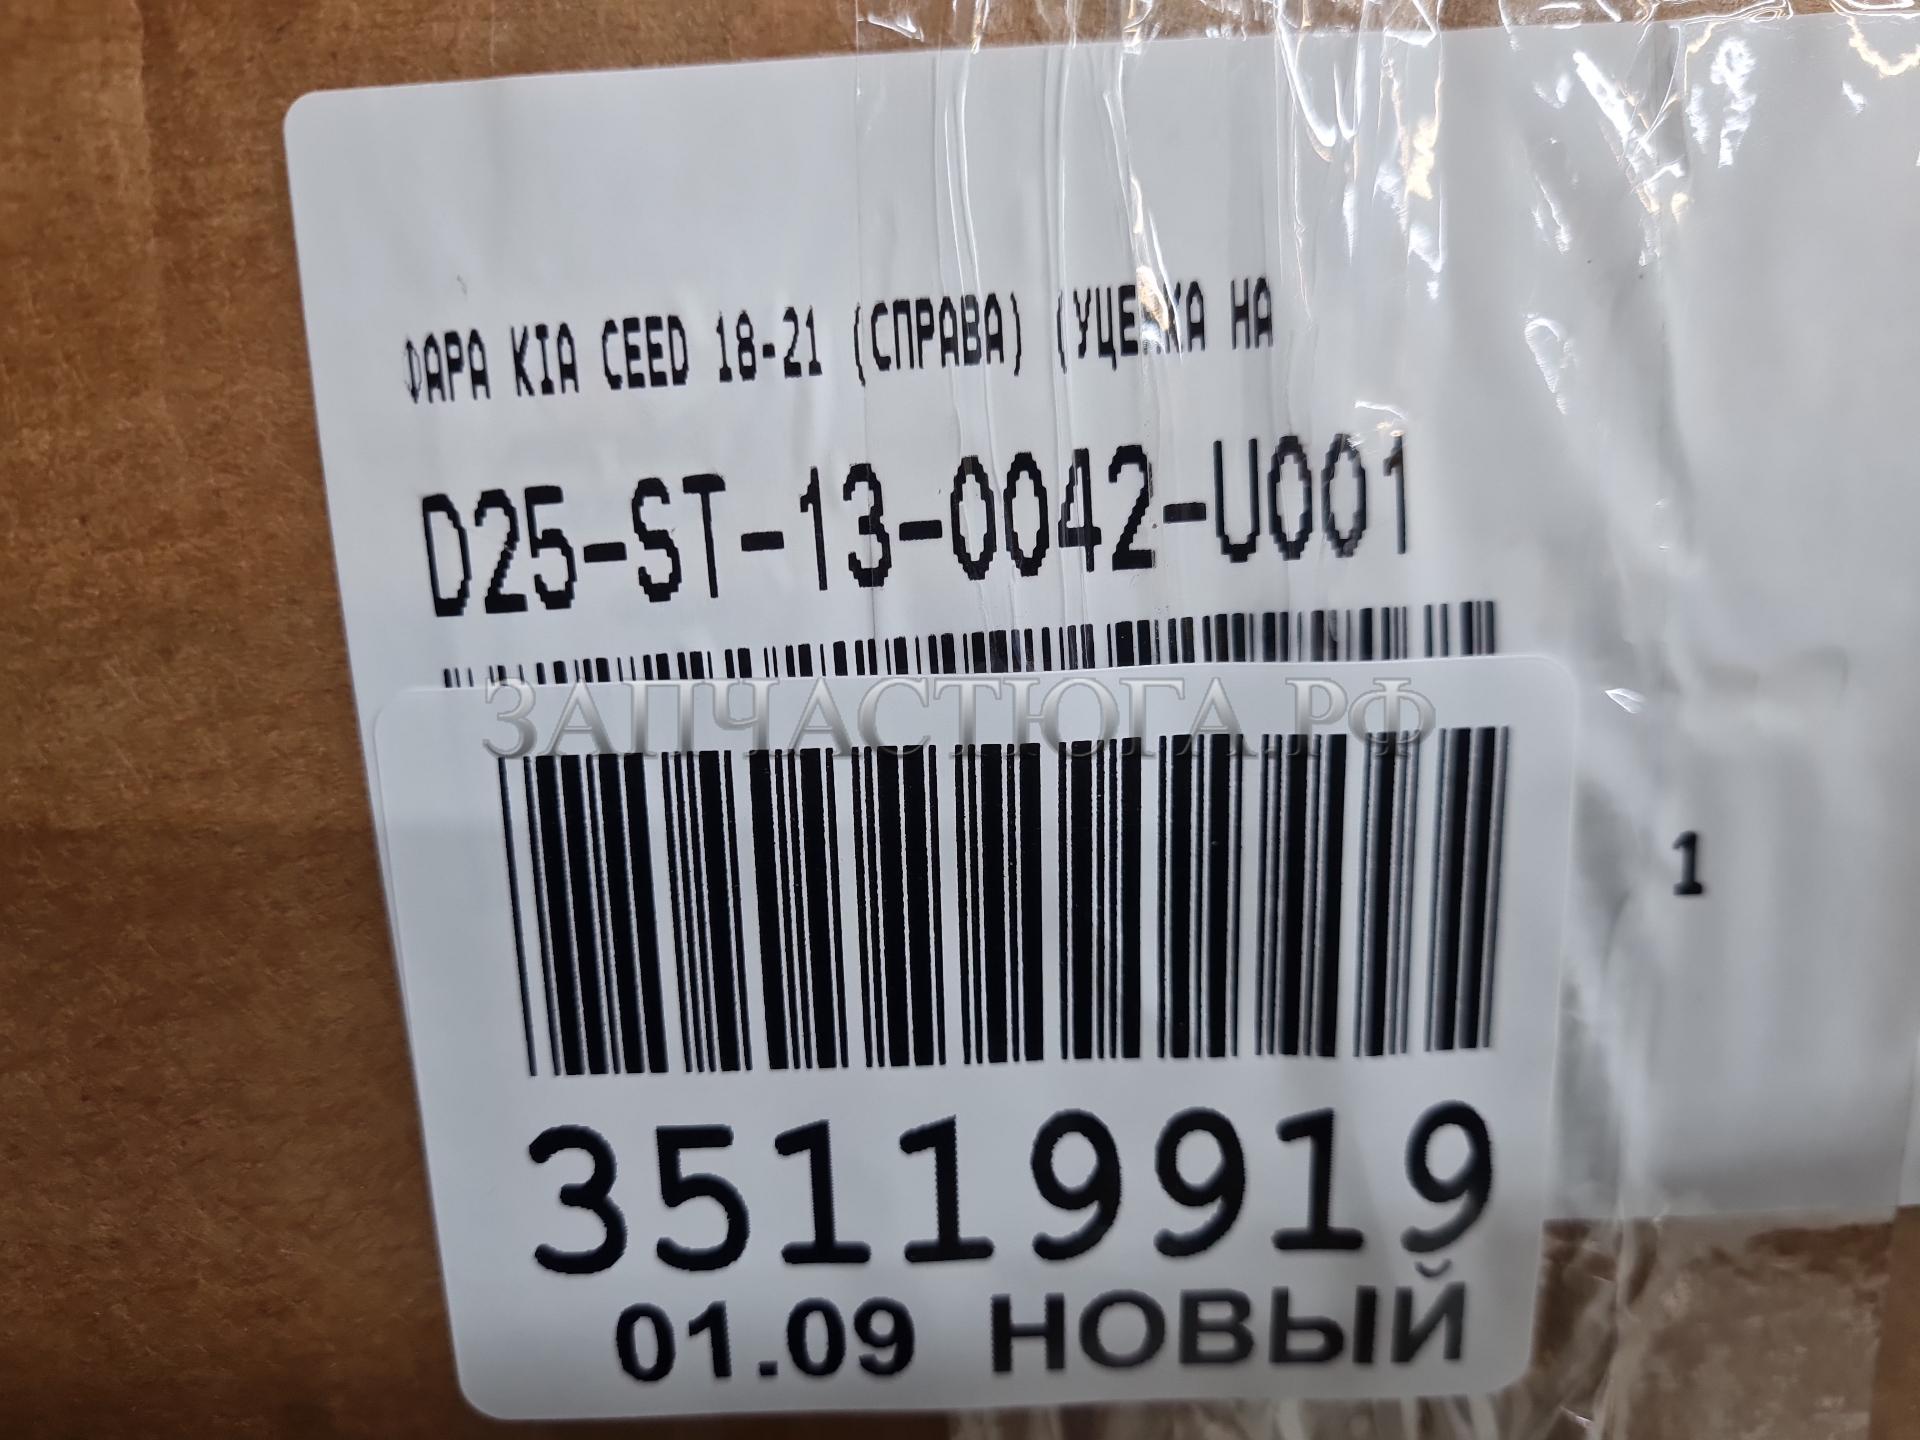 ФАРА KIA CEED 18-21 (СПРАВА) (УЦЕНКА НА
D25-ST-13-0042-U001
ЗАПЧАСТЮГА.РФ
1
35119919
01.09 НОВЫЙ